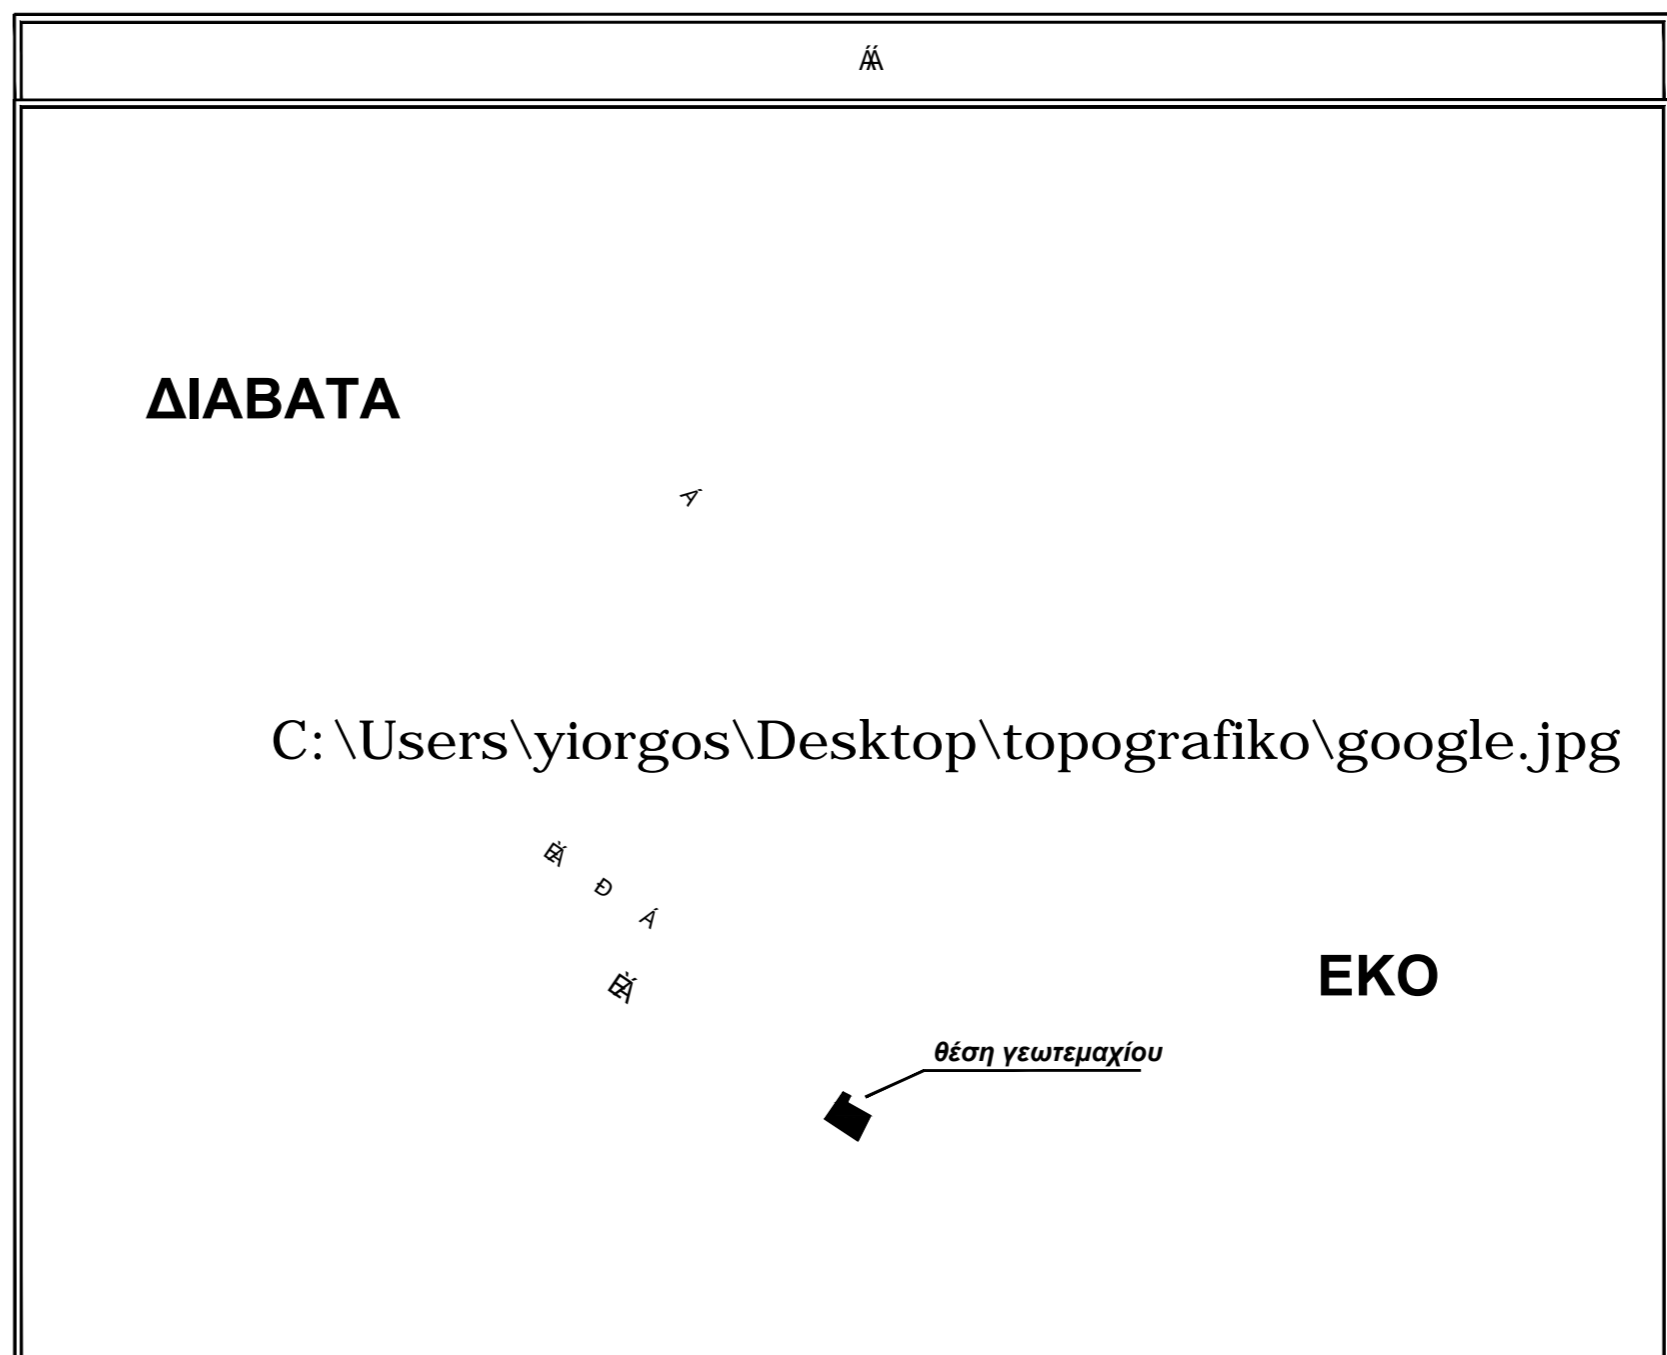 ΔΙΑΒΑΤΑ
C:\Users\yiorgos\Desktop\topografiko\google.jpg
Ð
Á
ΕΚΟ
θέση γεωτεμαχίου